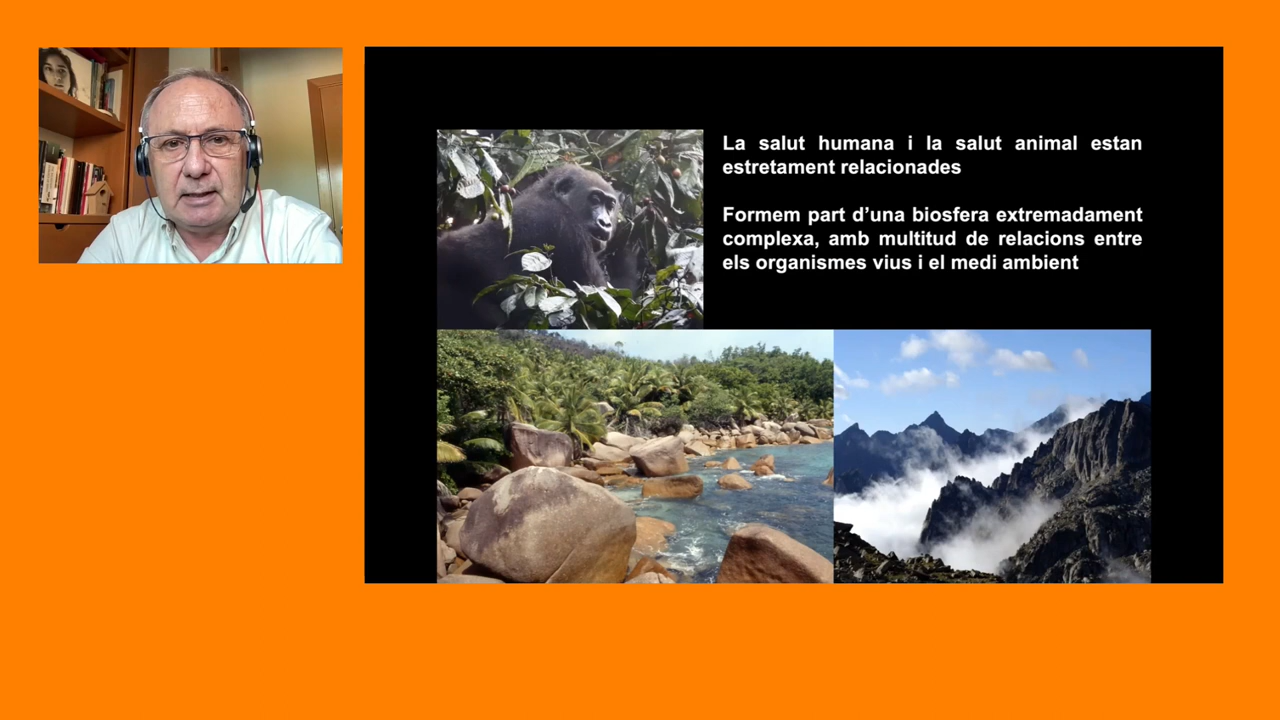 La salut humana i la salut animal estan
estretament relacionades
Formem part d'una biosfera extremadament
complexa, amb multitud de relacions entre
els organismes vius i el medi ambient